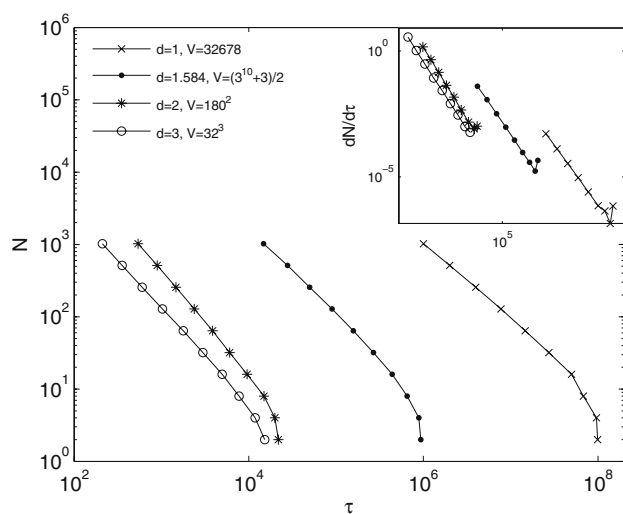 10^6
10^5
10^4
10^3
10^2
10^1
10^0
N
10^2
10^4
10^6
10^8
τ
d=1, V=32678
d=1.584, V=(3^10+3)/2
d=2, V=180^2
d=3, V=32^3
10^0
10^-5
dN/dτ
10^5